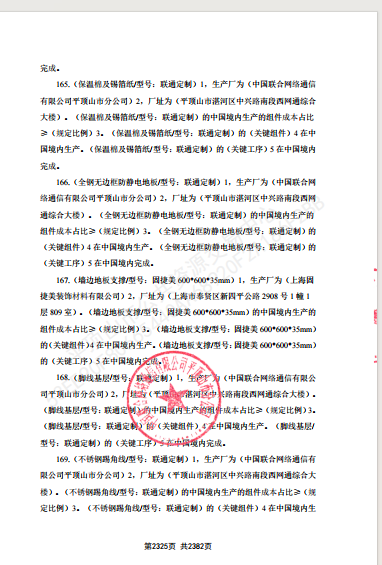 完成。
165.（保温棉及锡箔纸/型号：联通定制）1，生产厂为（中国联合网络通信
有限公司平顶山市分公司）2，厂址为（平顶山市湛河区中兴路南段西网通综合
大楼）。（保温棉及锡箔纸/型号：联通定制）的中国境内生产的组件成本占比
≥（规定比例）3。（保温棉及锡箔纸/型号：联通定制）的（关键组件）4在中
国境内生产。（保温棉及锡箔纸/型号：联通定制）的（关键工序）5在中国境内
完成。
166.（全钢无边框防静电地板/型号：联通定制）1，生产厂为（中国联合网
络通信有限公司平顶山市分公司）2，厂址为（平顶山市湛河区中兴路南段西网
通综合大楼）。（全钢无边框防静电地板/型号：联通定制）的中国境内生产的
组件成本占比≥（规定比例）3。（全钢无边框防静电地板/型号：联通定制）的
（关键组件）4在中国境内生产。（全钢无边框防静电地板/型号：联通定制）的
（关键工序）5在中国境内完成。
167.（墙边地板支撑/型号：固捷美600*600*35mm）1，生产厂为（上海固
捷美装饰材料有限公司）2，厂址为（上海市奉贤区新四平公路2908号1幢1
层809室）。（墙边地板支撑/型号：固捷美600*600*35mm）的中国境内生产的
组件成本占比≥（规定比例）3。（墙边地板支撑/型号：固捷美600*600*35mm）
的（关键组件）4在中国境内生产。（墙边地板支撑/型号：固捷美600*600*35mm）
的（关键工序）5在中国境内完成。
168.（脚线基层/型号：联通定制）1，生产厂为（中国联合网络通信有限公
司平顶山市分公司）2，厂址为（平顶山市湛河区中兴路南段西网通综合大楼）。
（脚线基层/型号：联通定制）的中国境内生产的组件成本占比≥（规定比例）3。
（脚线基层/型号：联通定制）的（关键组件）4在中国境内生产。（脚线基层/
型号：联通定制）的（关键工序）5在中国境内完成。
169.（不锈钢踢角线/型号：联通定制）1，生产厂为（中国联合网络通信有
限公司平顶山市分公司）2，厂址为（平顶山市湛河区中兴路南段西网通综合大
楼）。（不锈钢踢角线/型号：联通定制）的中国境内生产的组件成本占比≥（规
定比例）3。（不锈钢踢角线/型号：联通定制）的（关键组件）4在中国境内生
第2325页 共2382页